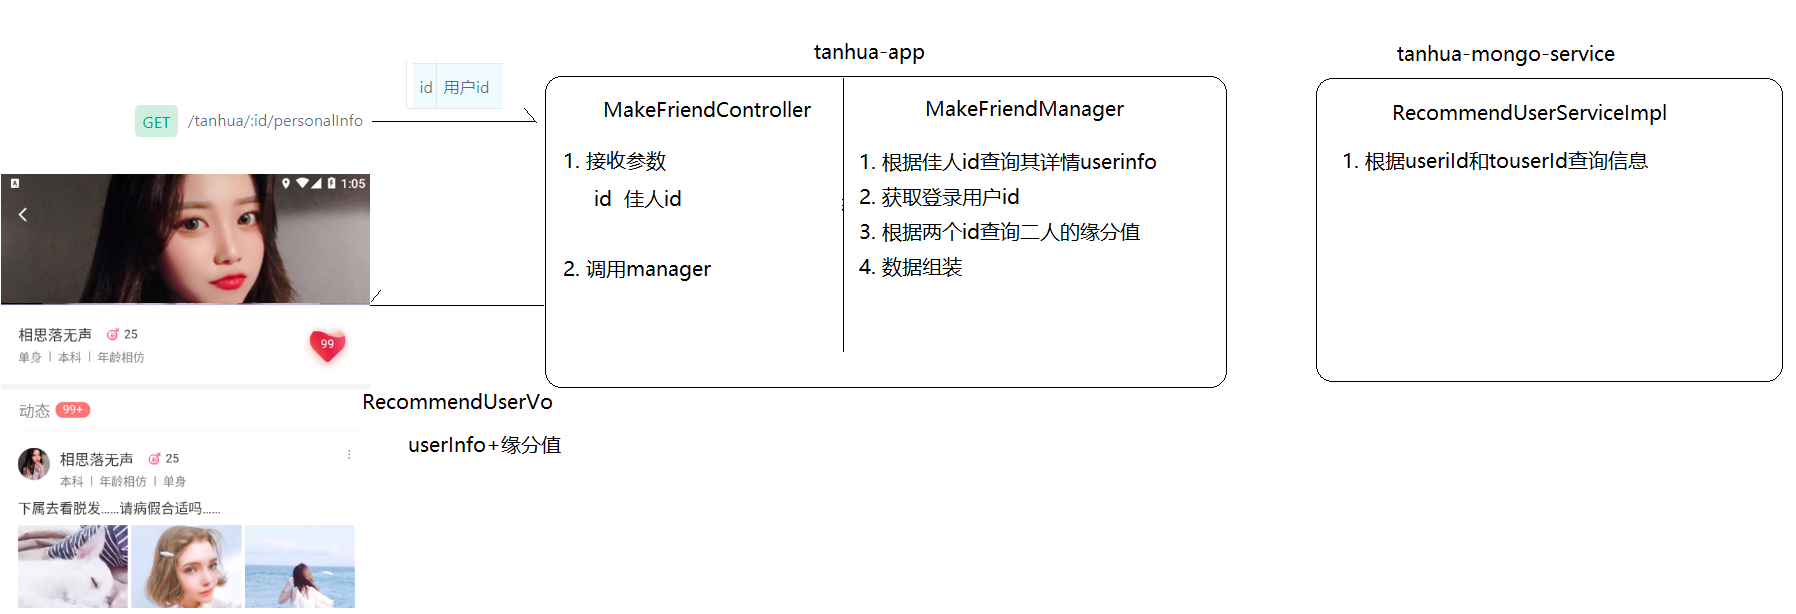 tanhua-app
tanhua-mongo-service
id 用户id
GET /tanhua/:id/personalInfo
MakeFriendController
1. 接收参数
id 佳人id
2. 调用manager
MakeFriendManager
1. 根据佳人id查询其详情userinfo
2. 获取登录用户id
3. 根据两个id查询二人的缘分值
4. 数据组装
RecommendUserServiceImpl
1. 根据useriId和touserId查询信息
A 1:05
相思落无声 25
单身 | 本科 | 年龄相仿
99
动态 99+
相思落无声 25
本科 | 年龄相仿 | 单身
下属去看脱发......请病假合适吗......
RecommendUserVo
userInfo+缘分值